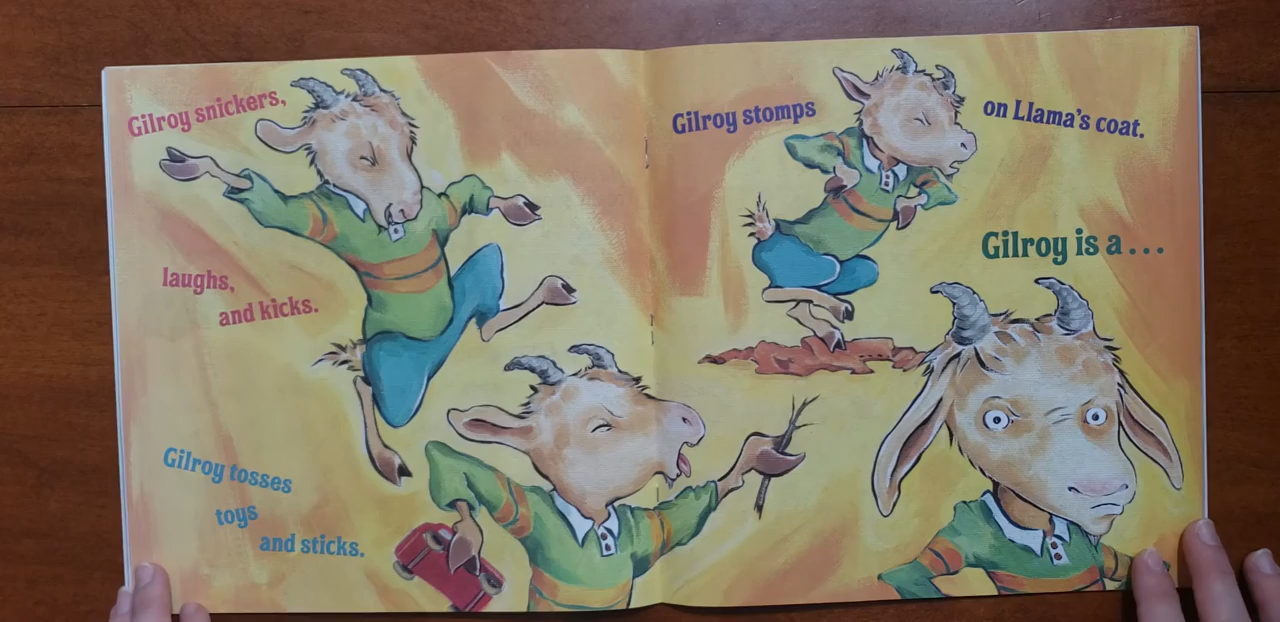 Gilroy snickers,
laughs,
and kicks.
Gilroy tosses
toys
and sticks.
Gilroy stomps
on Llama's coat.
Gilroy is a . . .